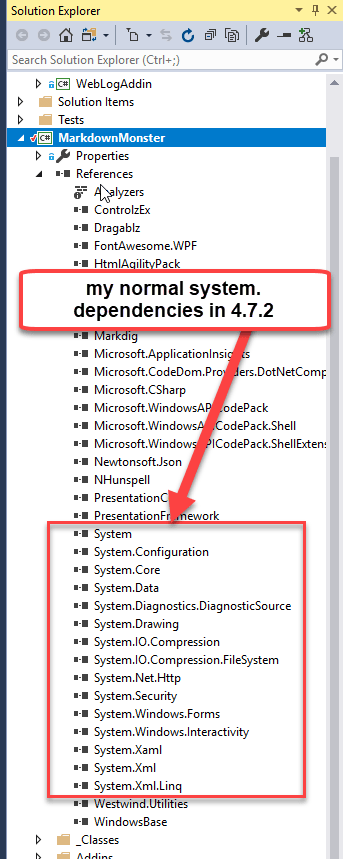 Solution Explorer
Search Solution Explorer (Ctrl+;)
C# WebLogAddin
Solution Items
Tests
C# MarkdownMonster
Properties
References
Analyzers
ControlzEx
Dragablz
FontAwesome.WPF
HtmlAgilityPack
my normal system.
dependencies in 4.7.2
Markdig
Microsoft.ApplicationInsights
Microsoft.CodeDom.Providers.DotNetComp
Microsoft.CSharp
Microsoft.WindowsAPICodePack
Microsoft.WindowsAPICodePack.Shell
Microsoft.WindowsAPICodePack.ShellExtens
Newtonsoft.Json
NHunspell
PresentationC
PresentationFramework
System
System.Configuration
System.Core
System.Data
System.Diagnostics.DiagnosticSource
System.Drawing
System.IO.Compression
System.IO.Compression.FileSystem
System.Net.Http
System.Security
System.Windows.Forms
System.Windows.Interactivity
System.Xaml
System.Xml
System.Xml.Linq
Westwind.Utilities
WindowsBase
_Classes
Addins